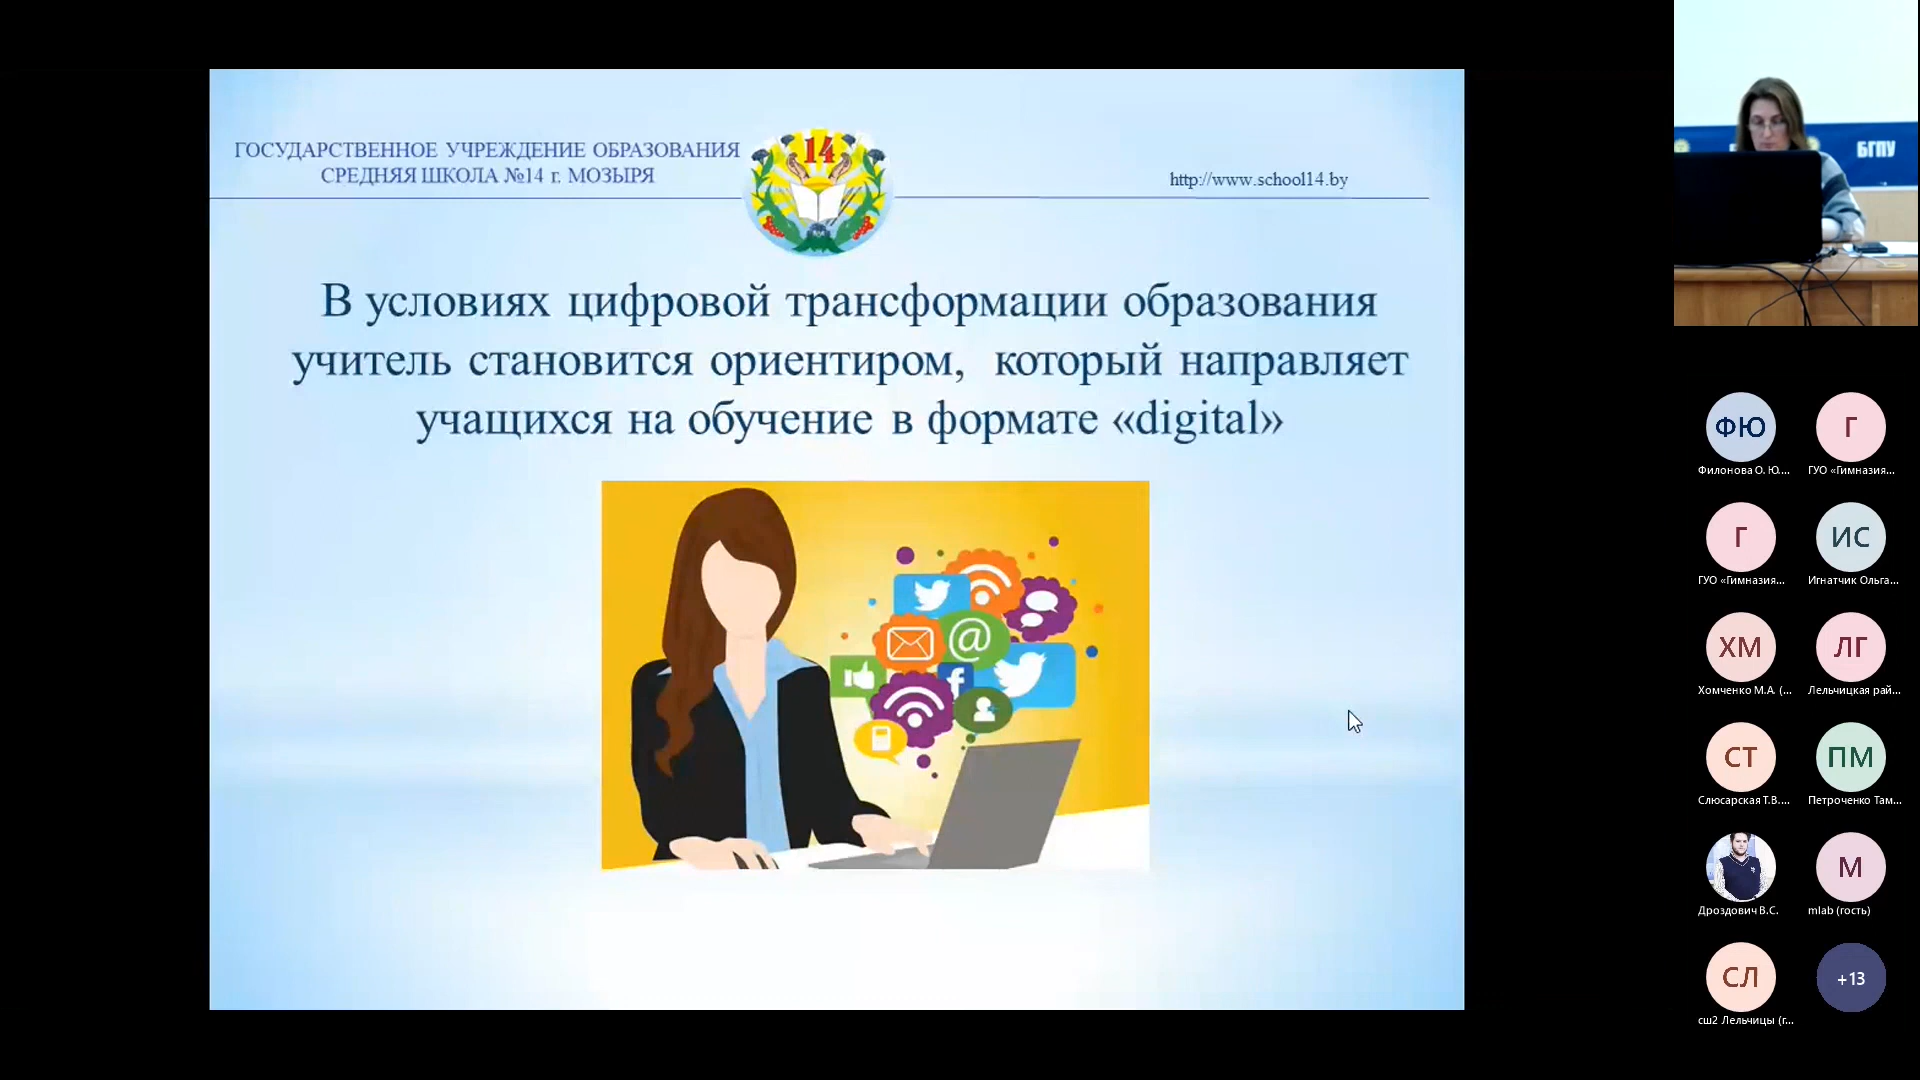 ГОСУДАРСТВЕННОЕ УЧРЕЖДЕНИЕ ОБРАЗОВАНИЯ
СРЕДНЯЯ ШКОЛА №14 г. МОЗЫРЯ
14
http://www.school14.by
В условиях цифровой трансформации образования
учитель становится ориентиром, который направляет
учащихся на обучение в формате «digital»
@
f
БГПУ
ФЮ
Филонова О. Ю....
Г
ГУО «Гимназия...
Г
ГУО «Гимназия...
ИС
Игнатчик Ольга...
ХМ
Хомченко М.А. (...
ЛГ
Лельчицкая рай...
СТ
Слюсарская Т.В....
ПМ
Петроченко Там...
Дроздович В.С.
М
mlab (гость)
СЛ
сш2 Лельчицы (г...
+13